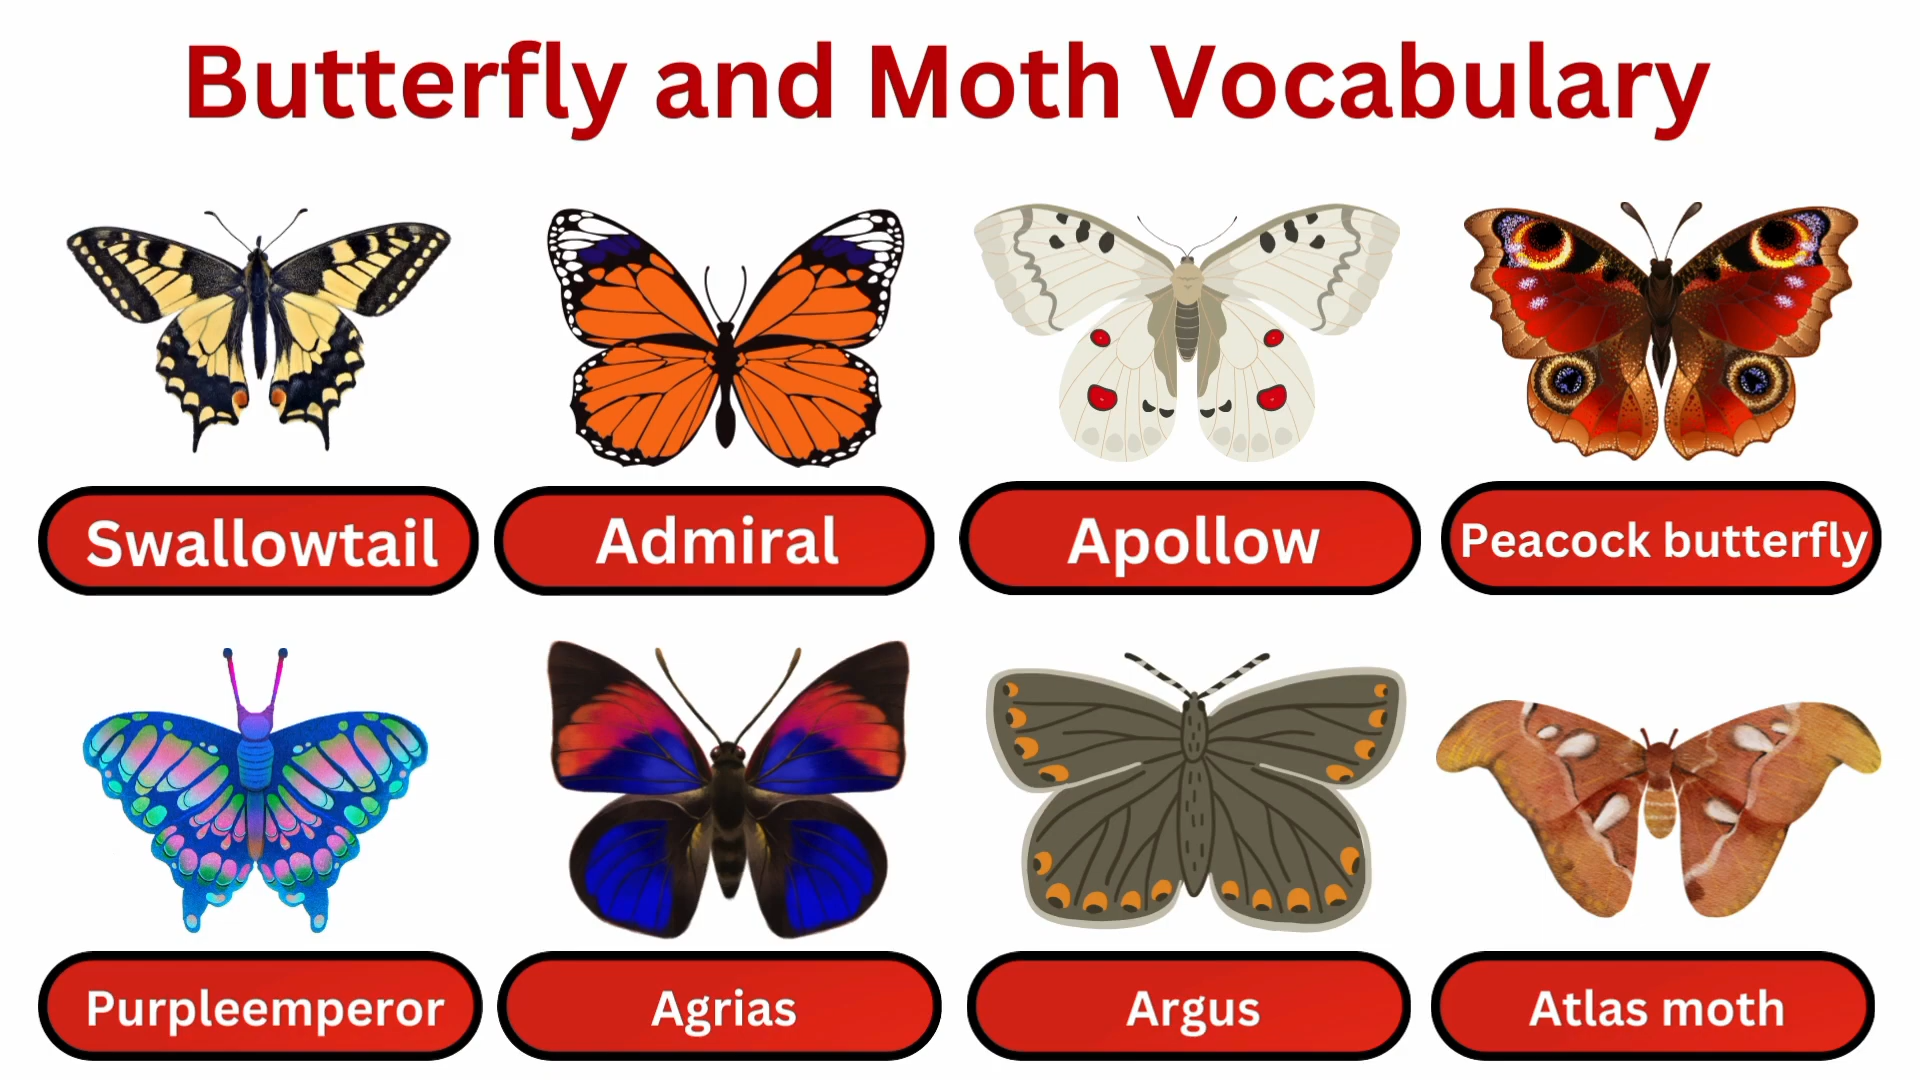 Butterfly and Moth Vocabulary
Swallowtail
Admiral
Apollow
Peacock butterfly
Purpleemperor
Agrias
Argus
Atlas moth